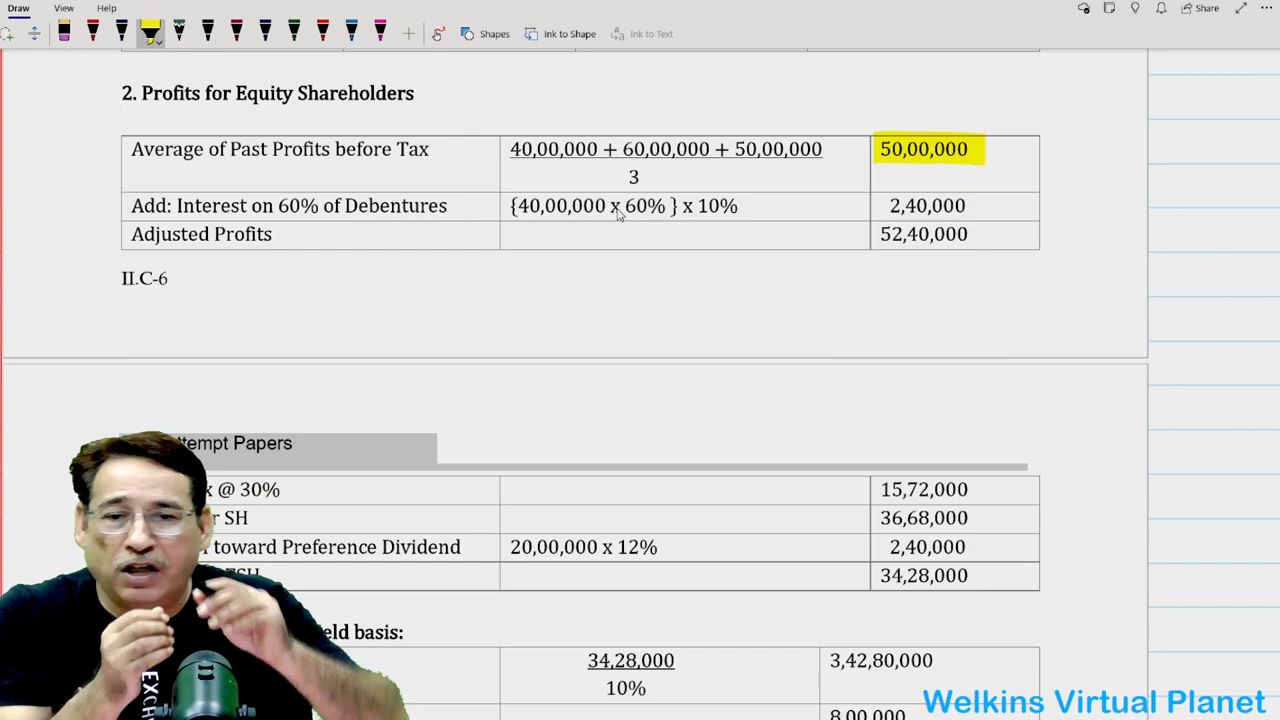 Draw View Help Share
Shapes Ink to Shape Ink to Text
2. Profits for Equity Shareholders
Average of Past Profits before Tax 40,00,000 + 60,00,000 + 50,00,000 50,00,000
3
Add: Interest on 60% of Debentures {40,00,000 x 60% } x 10% 2,40,000
Adjusted Profits 52,40,000
II.C-6
ttempt Papers
x @ 30% 15,72,000
r SH 36,68,000
toward Preference Dividend 20,00,000 x 12% 2,40,000
34,28,000
eld basis:
34,28,000 3,42,80,000
10%
8,00,000
EXCH
Welkins Virtual Planet